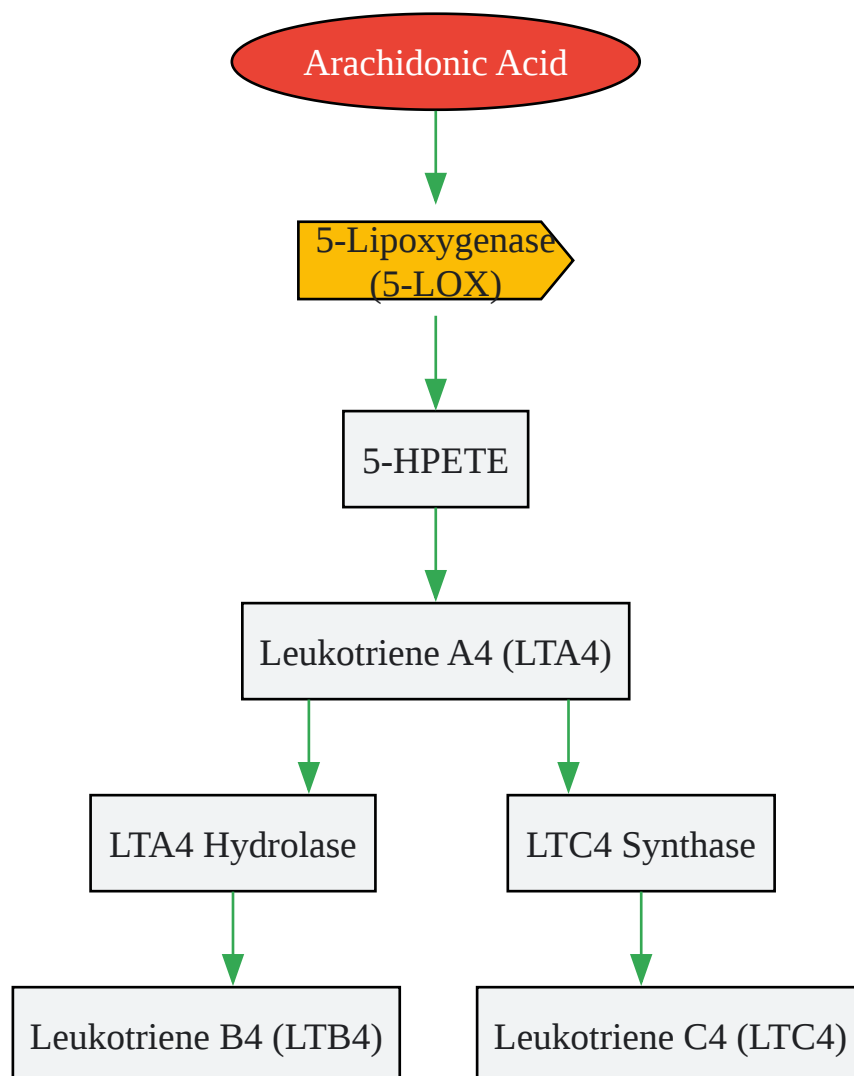 Arachidonic Acid
5-Lipoxygenase
(5-LOX)
5-HPETE
Leukotriene A4 (LTA4)
LTA4 Hydrolase
LTC4 Synthase
Leukotriene B4 (LTB4)
Leukotriene C4 (LTC4)